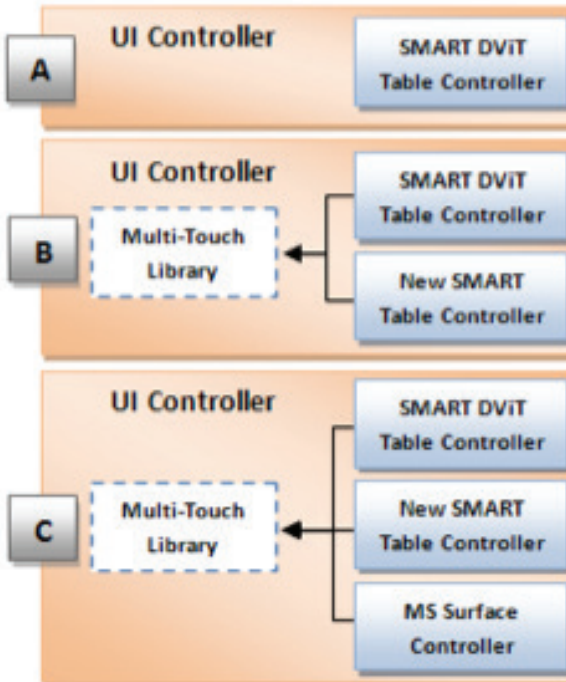 A
UI Controller
SMART DViT
Table Controller
B
UI Controller
Multi-Touch
Library
SMART DViT
Table Controller
New SMART
Table Controller
C
UI Controller
Multi-Touch
Library
SMART DViT
Table Controller
New SMART
Table Controller
MS Surface
Controller